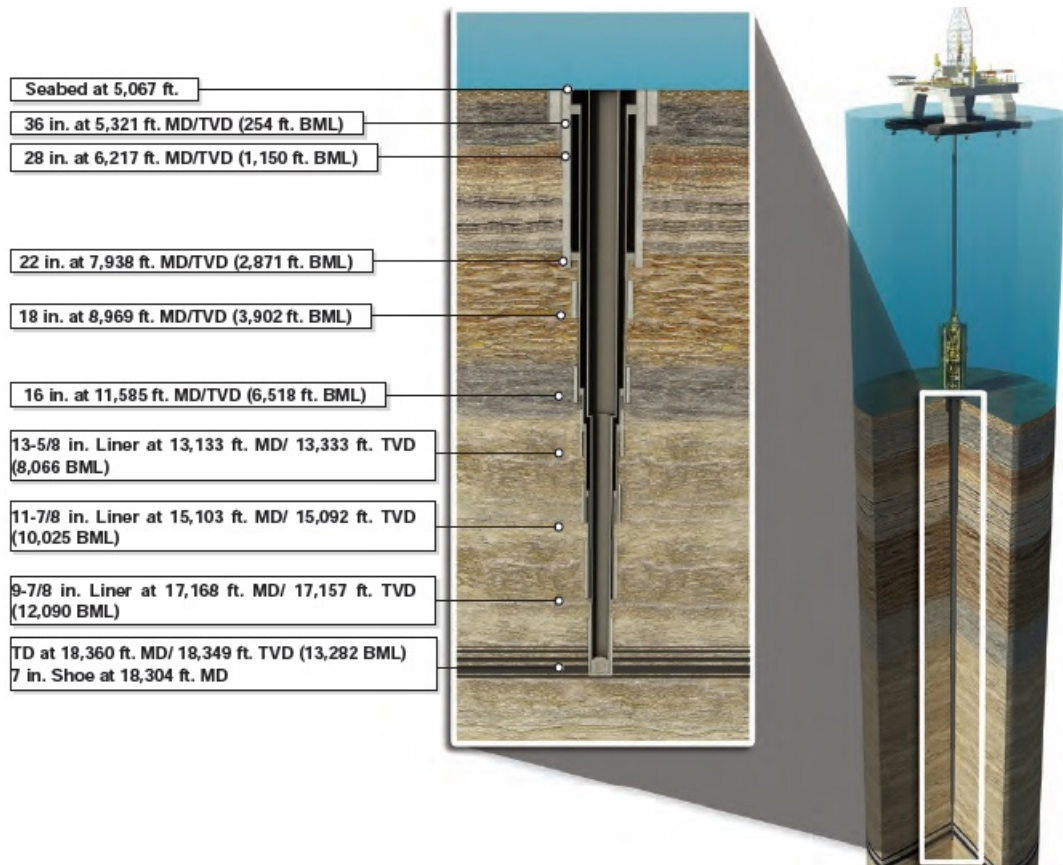 Seabed at 5,067 ft.
36 in. at 5,321 ft. MD/TVD (254 ft. BML)
28 in. at 6,217 ft. MD/TVD (1,150 ft. BML)
22 in. at 7,938 ft. MD/TVD (2,871 ft. BML)
18 in. at 8,969 ft. MD/TVD (3,902 ft. BML)
16 in. at 11,585 ft. MD/TVD (6,518 ft. BML)
13-5/8 in. Liner at 13,133 ft. MD/ 13,333 ft. TVD
(8,066 BML)
11-7/8 in. Liner at 15,103 ft. MD/ 15,092 ft. TVD
(10,025 BML)
9-7/8 in. Liner at 17,168 ft. MD/ 17,157 ft. TVD
(12,090 BML)
TD at 18,360 ft. MD/ 18,349 ft. TVD (13,282 BML)
7 in. Shoe at 18,304 ft. MD